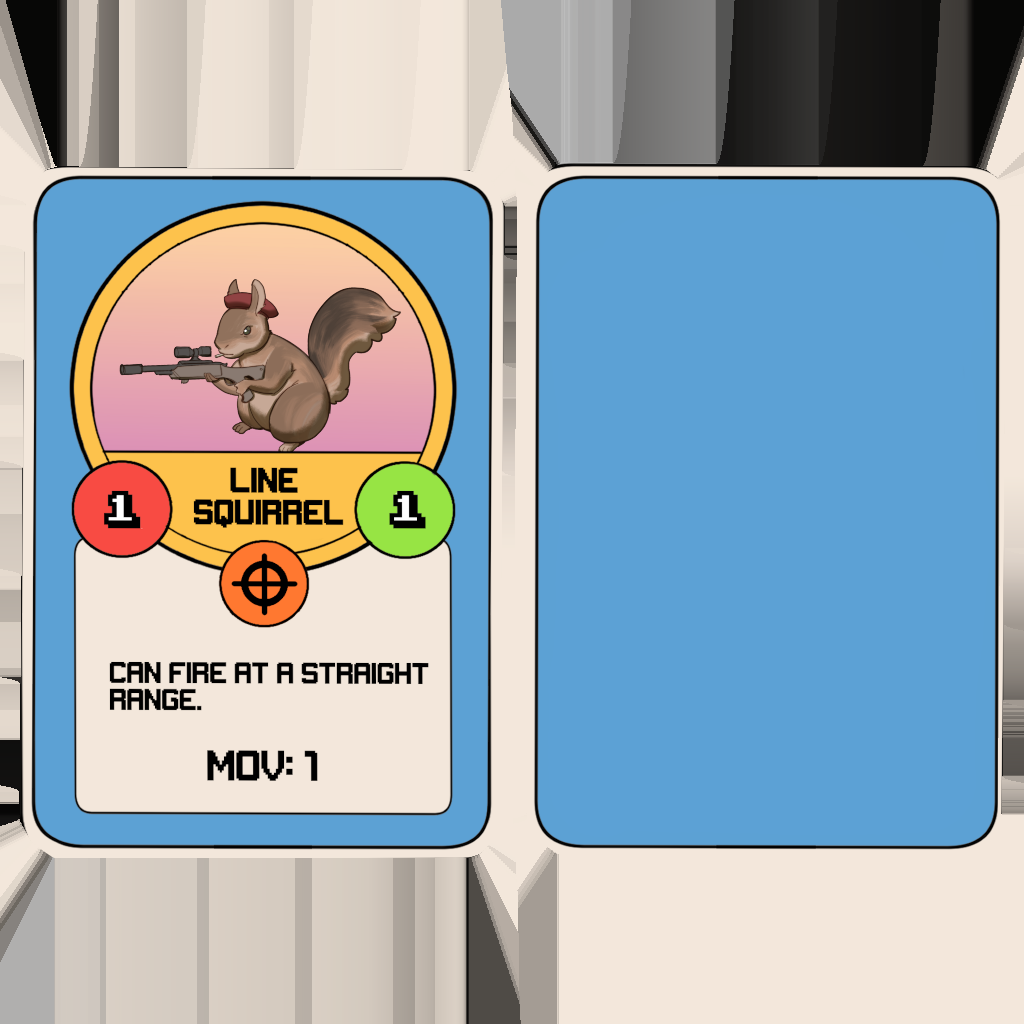 LINE
SQUIRREL
1
1
CAN FIRE AT A STRAIGHT
RANGE.
MOV: 1